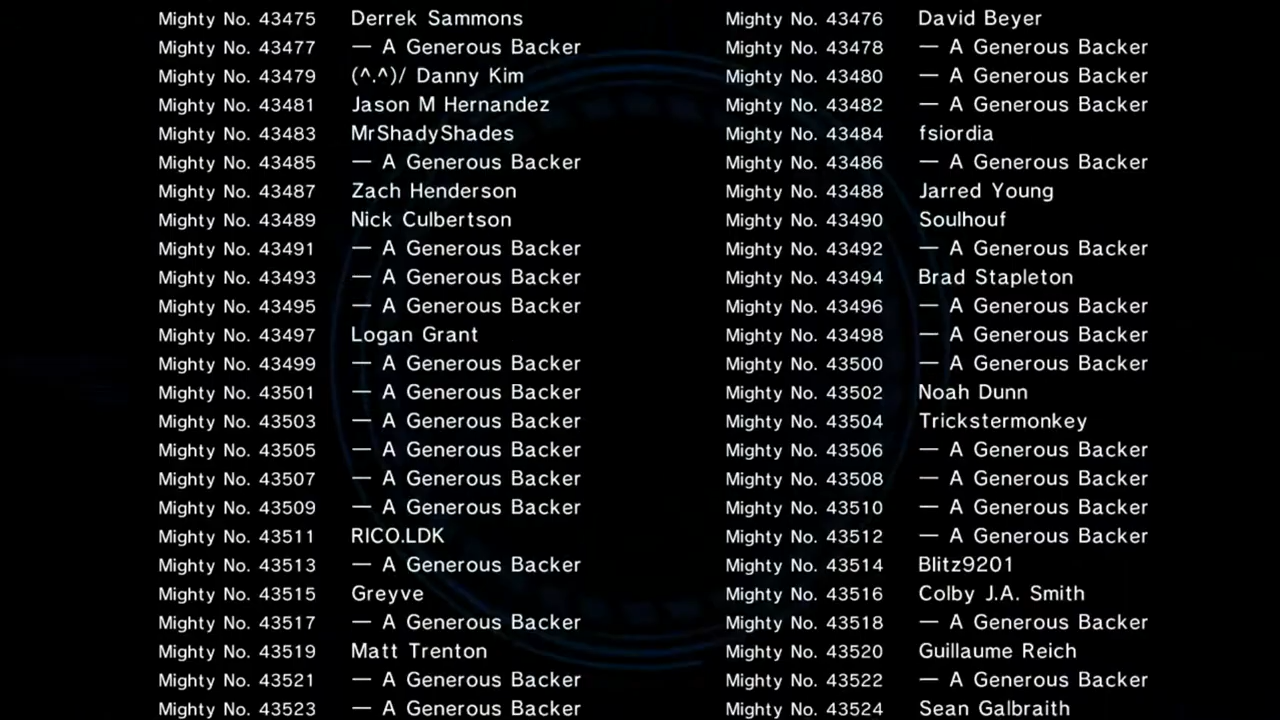 Mighty No. 43475 Derrek Sammons Mighty No. 43476 David Beyer
Mighty No. 43477 — A Generous Backer Mighty No. 43478 — A Generous Backer
Mighty No. 43479 (^.^)/ Danny Kim Mighty No. 43480 — A Generous Backer
Mighty No. 43481 Jason M Hernandez Mighty No. 43482 — A Generous Backer
Mighty No. 43483 MrShadyShades Mighty No. 43484 fsiordia
Mighty No. 43485 — A Generous Backer Mighty No. 43486 — A Generous Backer
Mighty No. 43487 Zach Henderson Mighty No. 43488 Jarred Young
Mighty No. 43489 Nick Culbertson Mighty No. 43490 Soulhouf
Mighty No. 43491 — A Generous Backer Mighty No. 43492 — A Generous Backer
Mighty No. 43493 — A Generous Backer Mighty No. 43494 Brad Stapleton
Mighty No. 43495 — A Generous Backer Mighty No. 43496 — A Generous Backer
Mighty No. 43497 Logan Grant Mighty No. 43498 — A Generous Backer
Mighty No. 43499 — A Generous Backer Mighty No. 43500 — A Generous Backer
Mighty No. 43501 — A Generous Backer Mighty No. 43502 Noah Dunn
Mighty No. 43503 — A Generous Backer Mighty No. 43504 Trickstermonkey
Mighty No. 43505 — A Generous Backer Mighty No. 43506 — A Generous Backer
Mighty No. 43507 — A Generous Backer Mighty No. 43508 — A Generous Backer
Mighty No. 43509 — A Generous Backer Mighty No. 43510 — A Generous Backer
Mighty No. 43511 RICO.LDK Mighty No. 43512 — A Generous Backer
Mighty No. 43513 — A Generous Backer Mighty No. 43514 Blitz9201
Mighty No. 43515 Greyve Mighty No. 43516 Colby J.A. Smith
Mighty No. 43517 — A Generous Backer Mighty No. 43518 — A Generous Backer
Mighty No. 43519 Matt Trenton Mighty No. 43520 Guillaume Reich
Mighty No. 43521 — A Generous Backer Mighty No. 43522 — A Generous Backer
Mighty No. 43523 — A Generous Backer Mighty No. 43524 Sean Galbraith